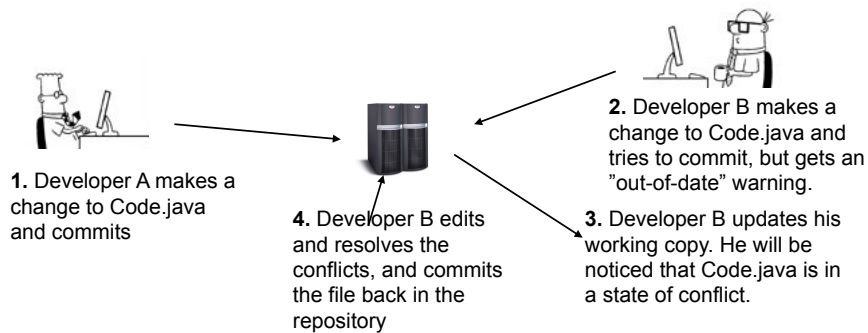 1. Developer A makes a
change to Code.java
and commits
2. Developer B makes a
change to Code.java and
tries to commit, but gets an
”out-of-date” warning.
3. Developer B updates his
working copy. He will be
noticed that Code.java is in
a state of conflict.
4. Developer B edits
and resolves the
conflicts, and commits
the file back in the
repository